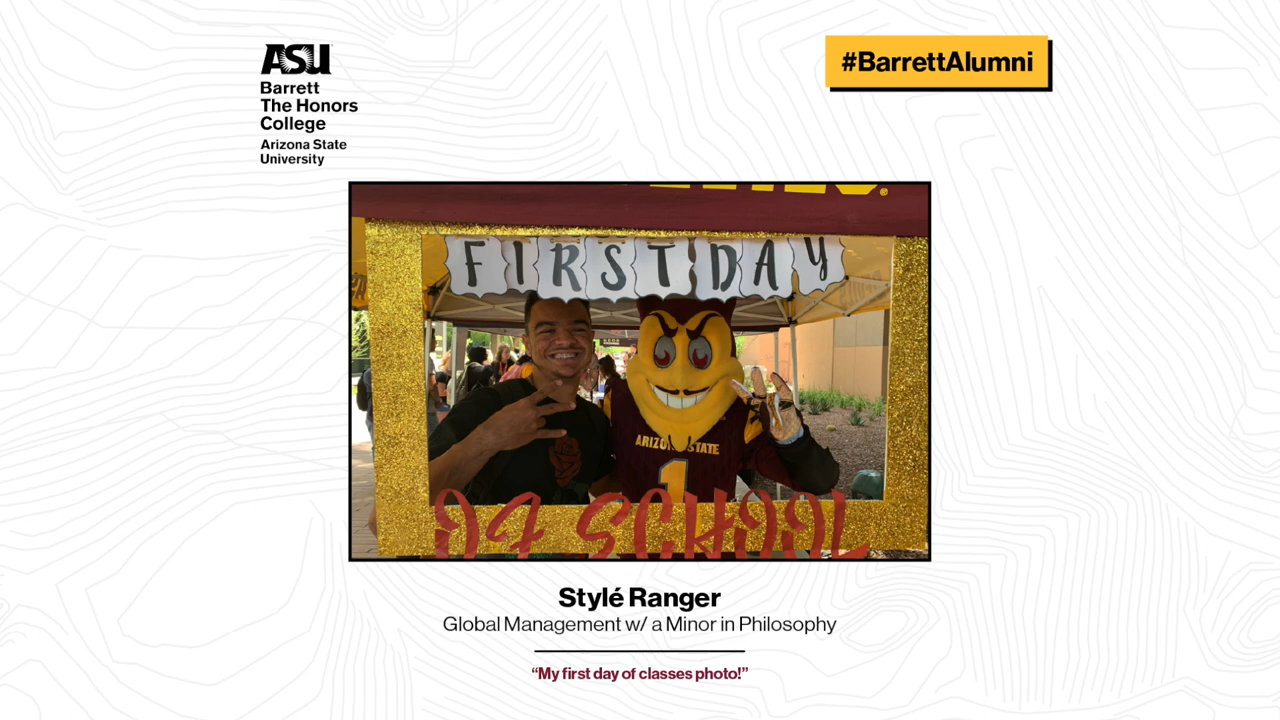 ASU
Barrett
The Honors
College
Arizona State
University
#BarrettAlumni
FIRST DAY
ARIZONA STATE
1
OF SCHOOL
Stylé Ranger
Global Management w/ a Minor in Philosophy
“My first day of classes photo!”